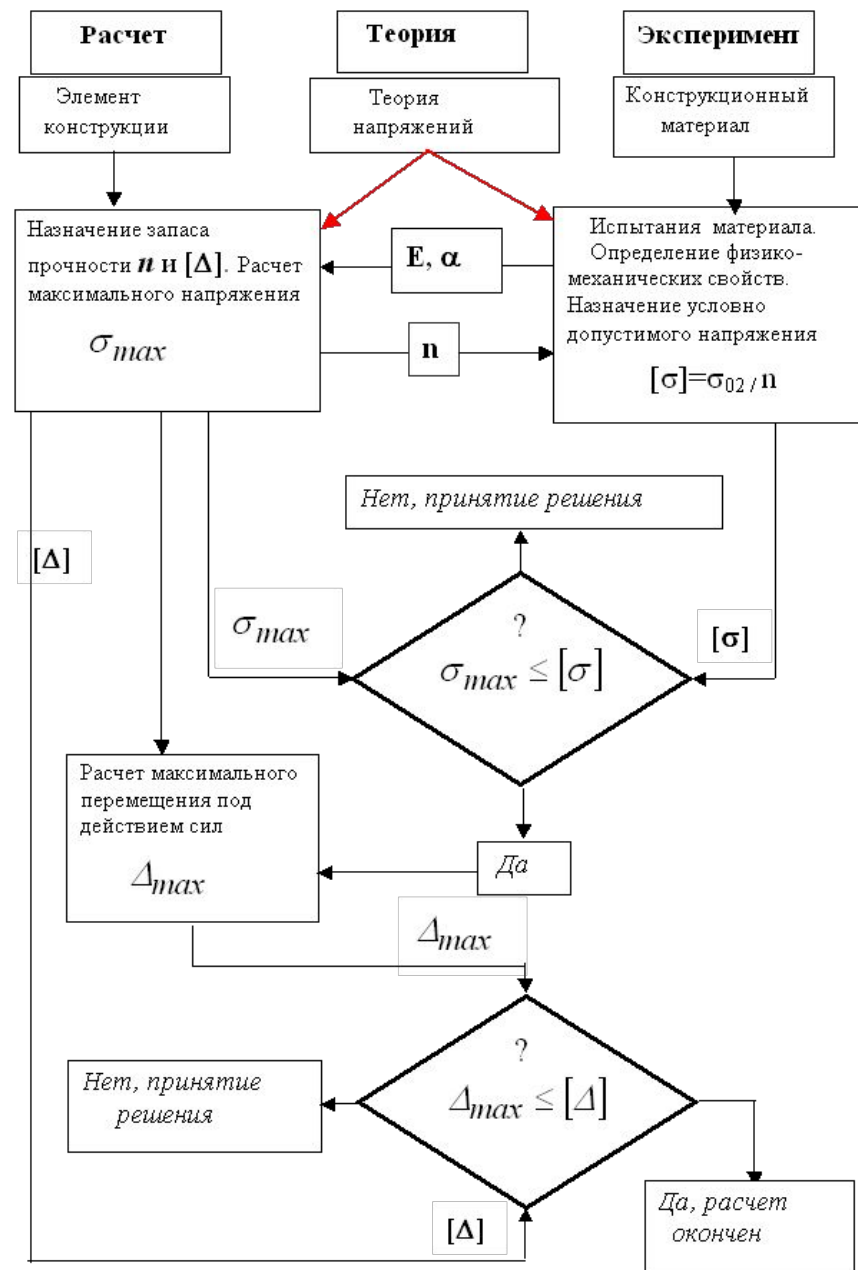 Расчет
Теория
Эксперимент
Элемент
конструкции
Теория
напряжений
Конструкционный
материал
Назначение запаса
прочности n и [Δ]. Расчет
максимального напряжения
σmax
E, α
n
Испытания материала.
Определение физико-
механических свойств.
Назначение условно
допустимого напряжения
[σ]=σ02 / n
Нет, принятие решения
[Δ]
σmax
?
σmax ≤ [σ]
[σ]
Расчет максимального
перемещения под
действием сил
Δmax
Да
Δmax
?
Δmax ≤ [Δ]
Нет, принятие
решения
[Δ]
Да, расчет
окончен